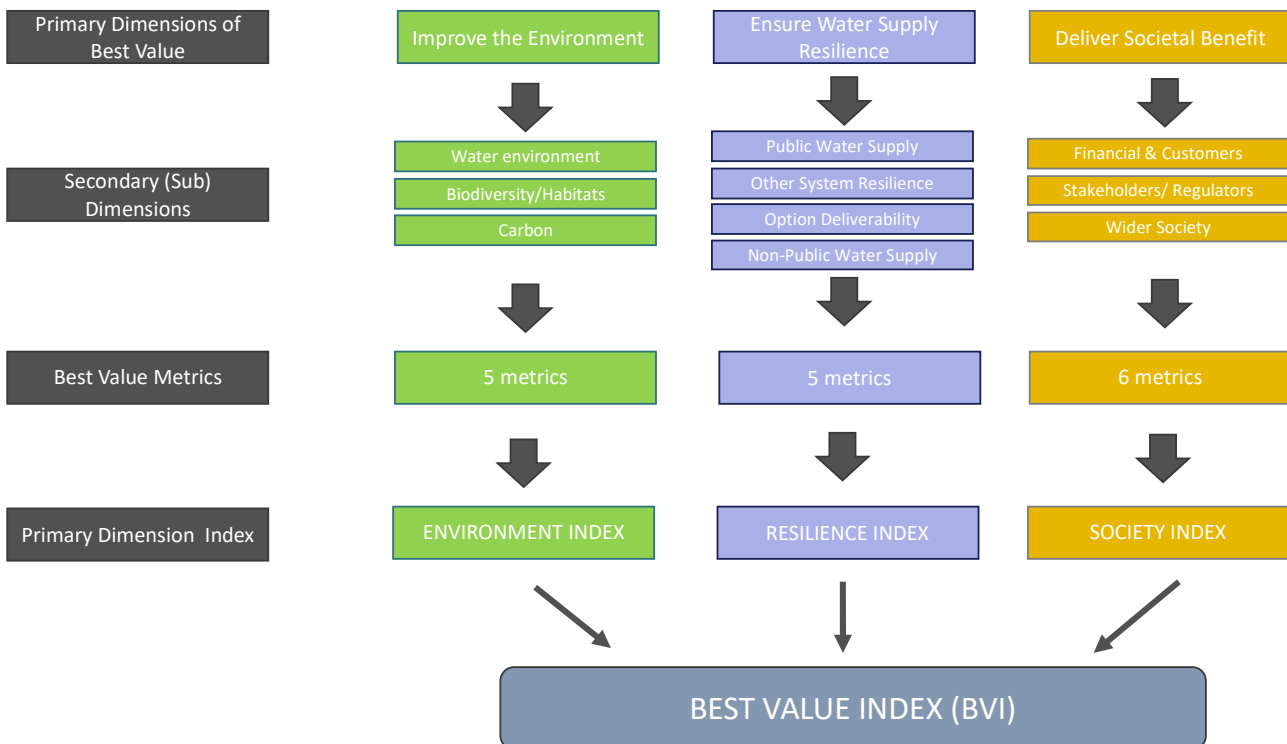 Primary Dimensions of
Best Value
Improve the Environment
Ensure Water Supply
Resilience
Deliver Societal Benefit
Secondary (Sub)
Dimensions
Water environment
Biodiversity/Habitats
Carbon
Public Water Supply
Other System Resilience
Option Deliverability
Non-Public Water Supply
Financial & Customers
Stakeholders/ Regulators
Wider Society
Best Value Metrics
5 metrics
5 metrics
6 metrics
Primary Dimension  Index
ENVIRONMENT INDEX
RESILIENCE INDEX
SOCIETY INDEX
BEST VALUE INDEX (BVI)